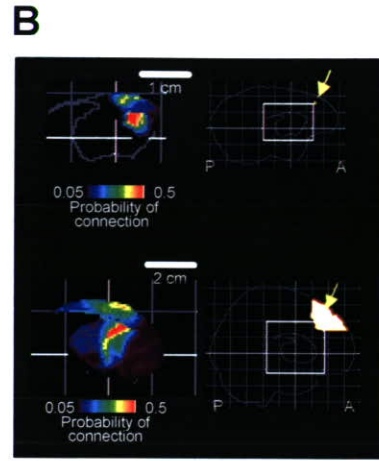 B
1 cm
P A
0.05 0.5
Probability of
connection
2 cm
P A
0.05 0.5
Probability of
connection